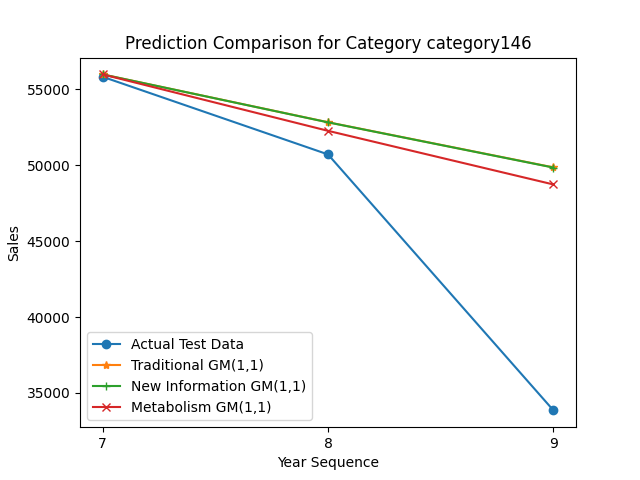 Prediction Comparison for Category category146
55000
50000
45000
40000
35000
Sales
Actual Test Data
Traditional GM(1,1)
New Information GM(1,1)
Metabolism GM(1,1)
7
8
9
Year Sequence